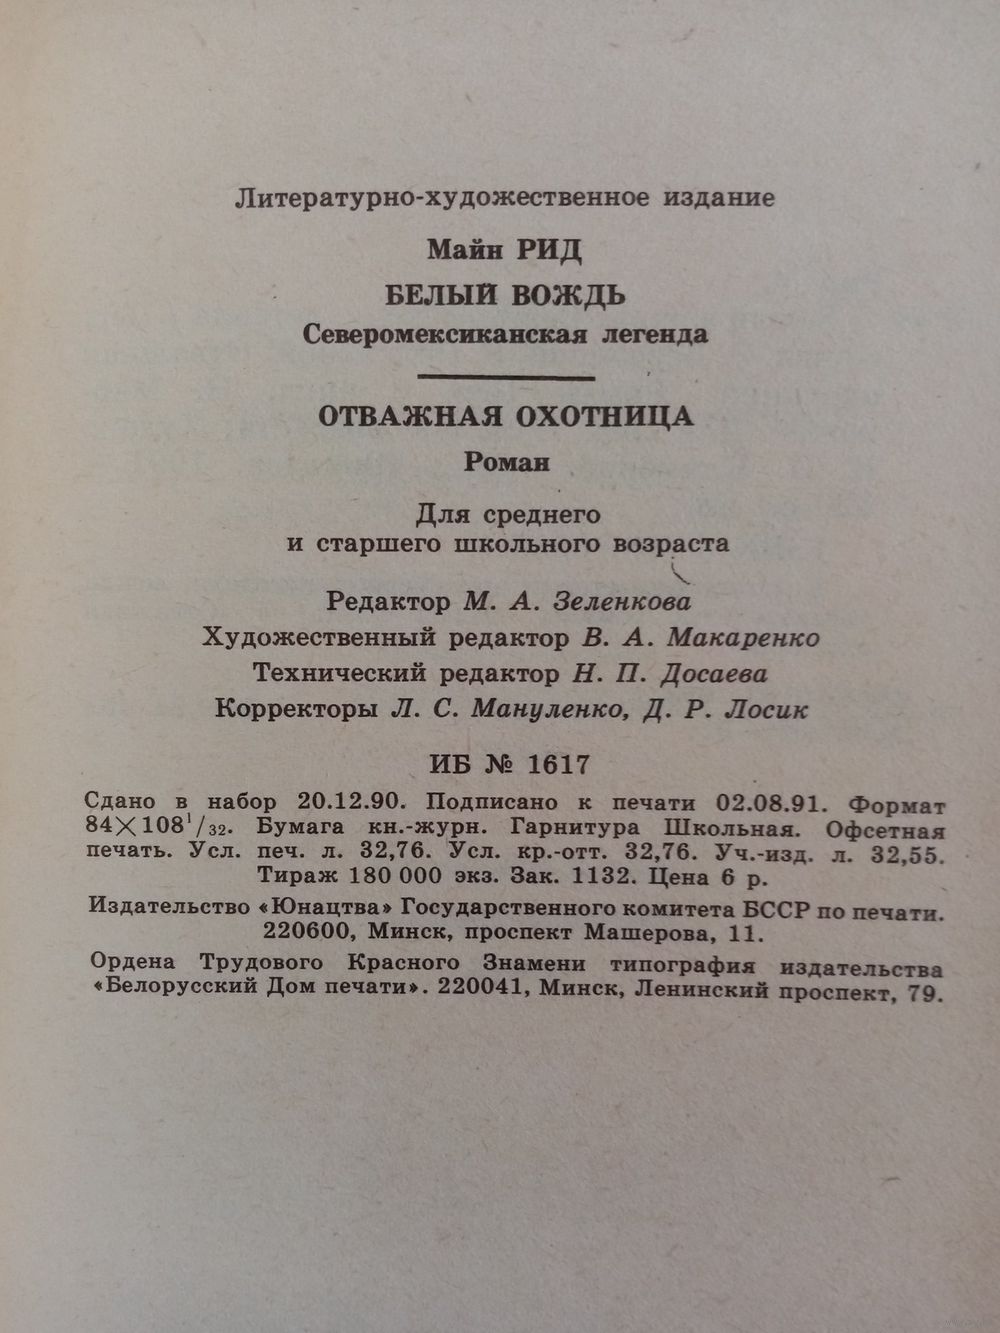 Литературно-художественное издание
Майн РИД
БЕЛЫЙ ВОЖДЬ
Северомексиканская легенда
ОТВАЖНАЯ ОХОТНИЦА
Роман
Для среднего
и старшего школьного возраста
Редактор М. А. Зеленкова
Художественный редактор В. А. Макаренко
Технический редактор Н. П. Досаева
Корректоры Л. С. Мануленко, Д. Р. Лосик
ИБ № 1617
Сдано в набор 20.12.90. Подписано к печати 02.08.91. Формат
84×108¹/₃₂. Бумага кн.-журн. Гарнитура Школьная. Офсетная
печать. Усл. печ. л. 32,76. Усл. кр.-отт. 32,76. Уч.-изд. л. 32,55.
Тираж 180 000 экз. Зак. 1132. Цена 6 р.
Издательство «Юнацтва» Государственного комитета БССР по печати.
220600, Минск, проспект Машерова, 11.
Ордена Трудового Красного Знамени типография издательства
«Белорусский Дом печати». 220041, Минск, Ленинский проспект, 79.